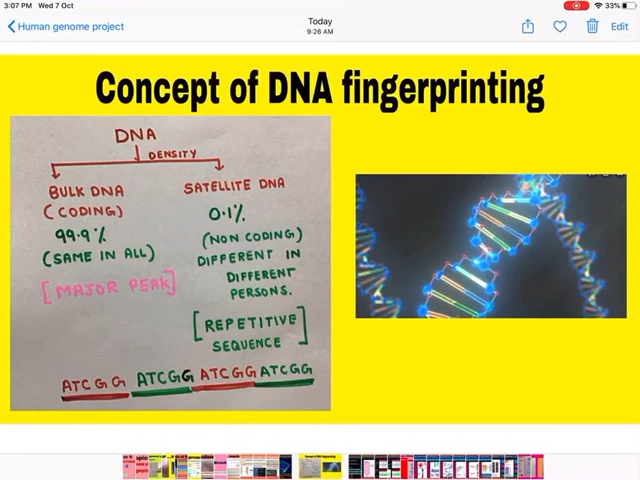 3:07 PM Wed 7 Oct
33%
Human genome project
Today
9:26 AM
Edit
Concept of DNA fingerprinting
DNA
DENSITY
BULK DNA
(CODING)
99.9%
(SAME IN ALL)
[MAJOR PEAK]
SATELLITE DNA
0.1%
(NON CODING)
DIFFERENT IN
DIFFERENT
PERSONS.
[REPETITIVE
SEQUENCE]
ATCGG ATCGG ATCGG ATCGG